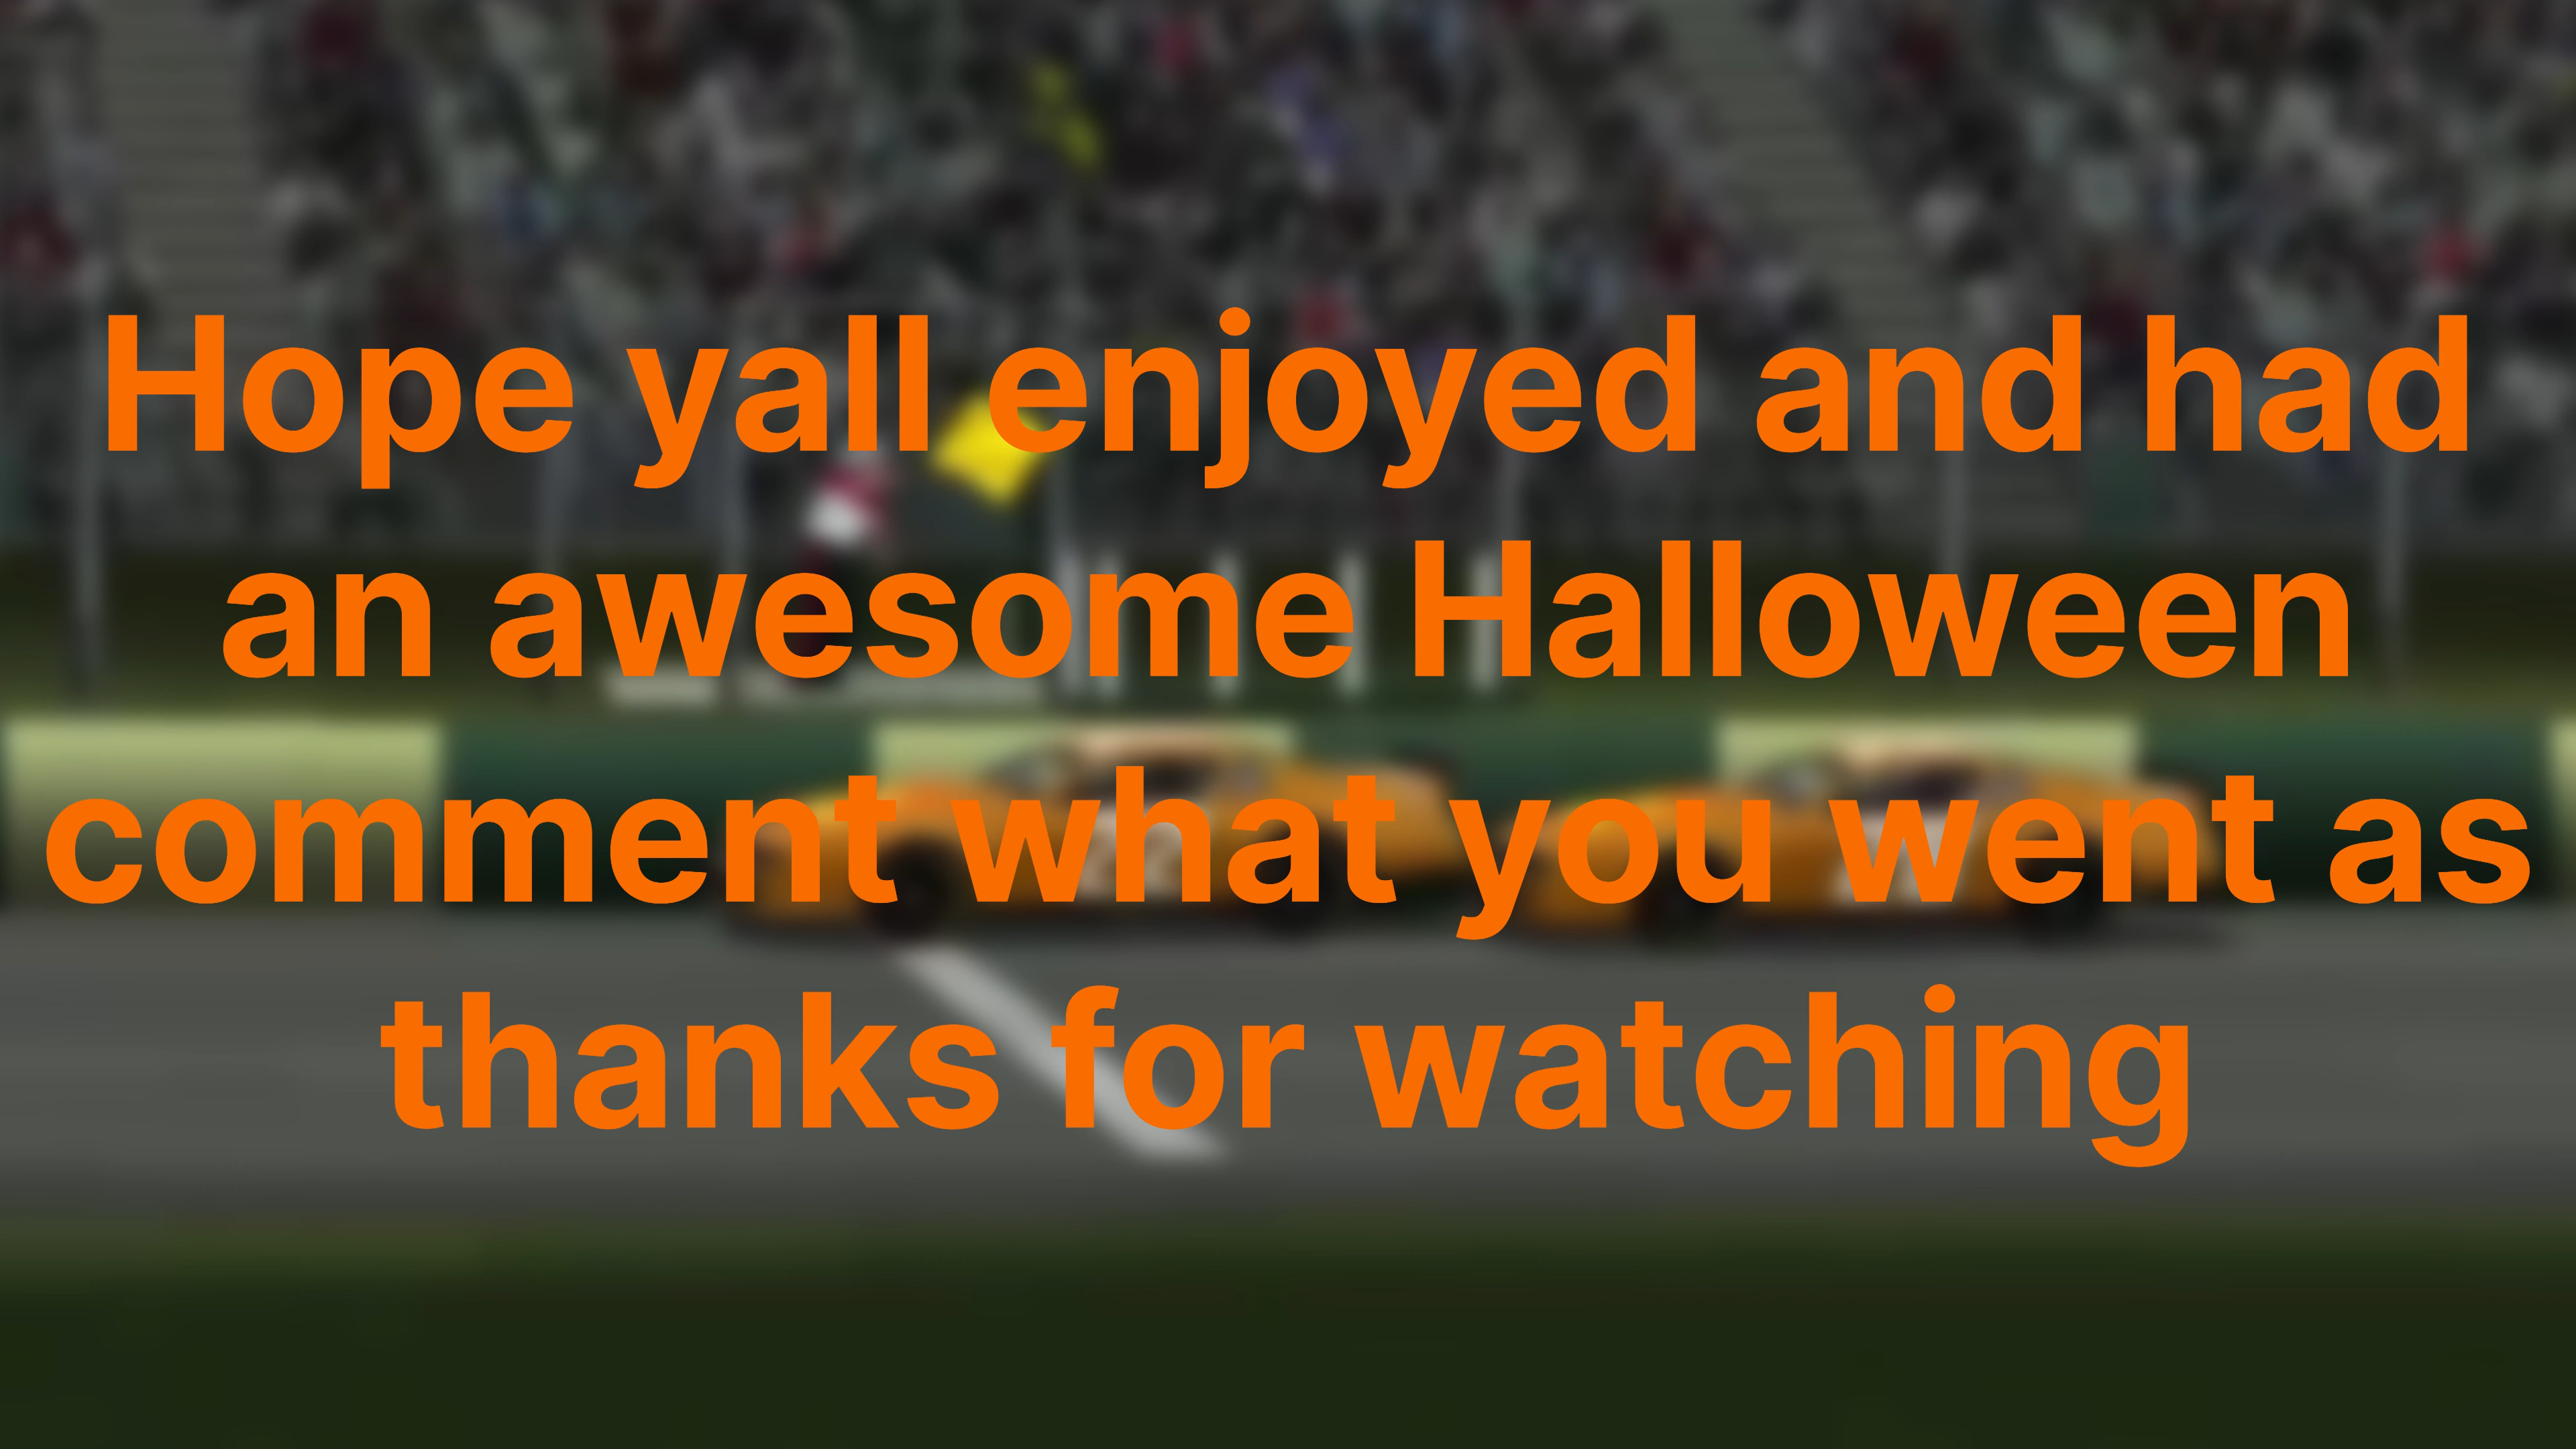 Hope yall enjoyed and had
an awesome Halloween
comment what you went as
thanks for watching